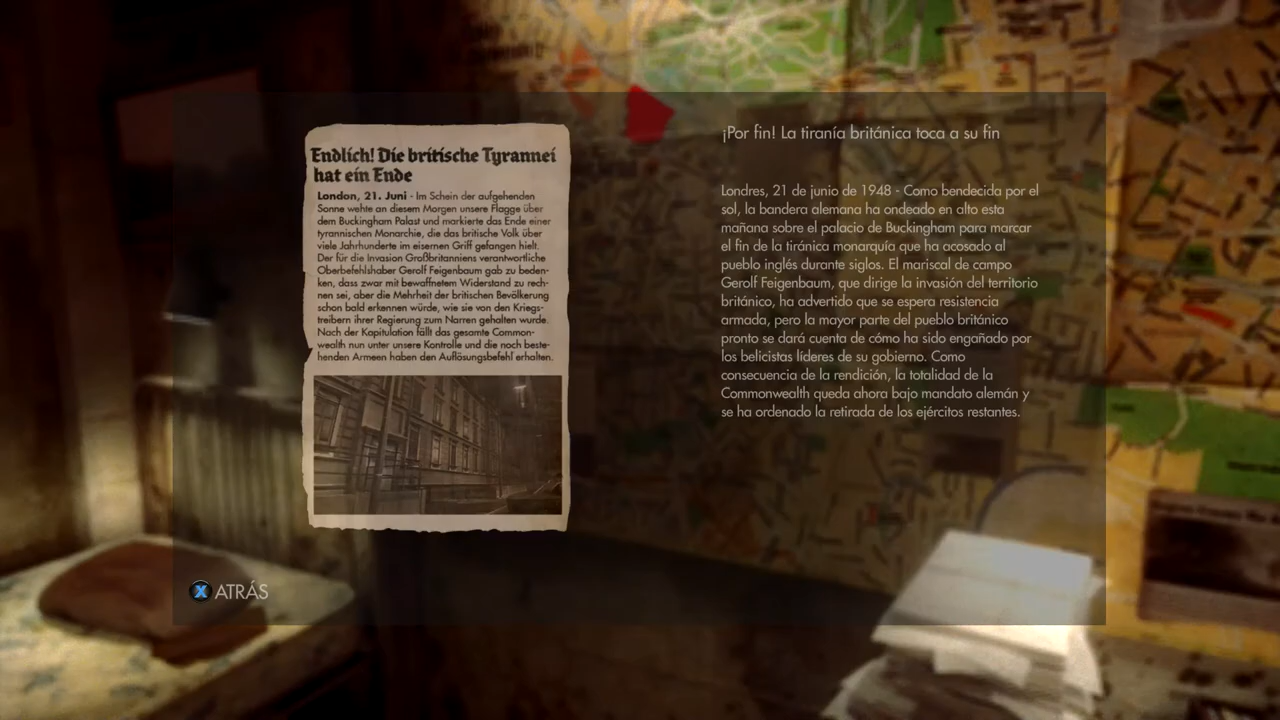 Endlich! Die britische Tyrannei
hat ein Ende
London, 21. Juni - Im Schein der aufgehenden
Sonne wehte an diesem Morgen unsere Flagge über
dem Buckingham Palast und markierte das Ende einer
tyrannischen Monarchie, die das britische Volk über
viele Jahrhunderte im eisernen Griff gefangen hielt.
Der für die Invasion Großbritanniens verantwortliche
Oberbefehlshaber Gerolf Feigenbaum gab zu beden-
ken, dass zwar mit bewaffnetem Widerstand zu rech-
nen sei, aber die Mehrheit der britischen Bevölkerung
schon bald erkennen würde, wie sie von den Kriegs-
treibern ihrer Regierung zum Narren gehalten wurde.
Nach der Kapitulation fällt das gesamte Common-
wealth nun unter unsere Kontrolle und die noch beste-
henden Armeen haben den Auflösungsbefehl erhalten.
¡Por fin! La tiranía británica toca a su fin
Londres, 21 de junio de 1948 - Como bendecida por el
sol, la bandera alemana ha ondeado en alto esta
mañana sobre el palacio de Buckingham para marcar
el fin de la tiránica monarquía que ha acosado al
pueblo inglés durante siglos. El mariscal de campo
Gerolf Feigenbaum, que dirige la invasión del territorio
británico, ha advertido que se espera resistencia
armada, pero la mayor parte del pueblo británico
pronto se dará cuenta de cómo ha sido engañado por
los belicistas líderes de su gobierno. Como
consecuencia de la rendición, la totalidad de la
Commonwealth queda ahora bajo mandato alemán y
se ha ordenado la retirada de los ejércitos restantes.
X ATRÁS